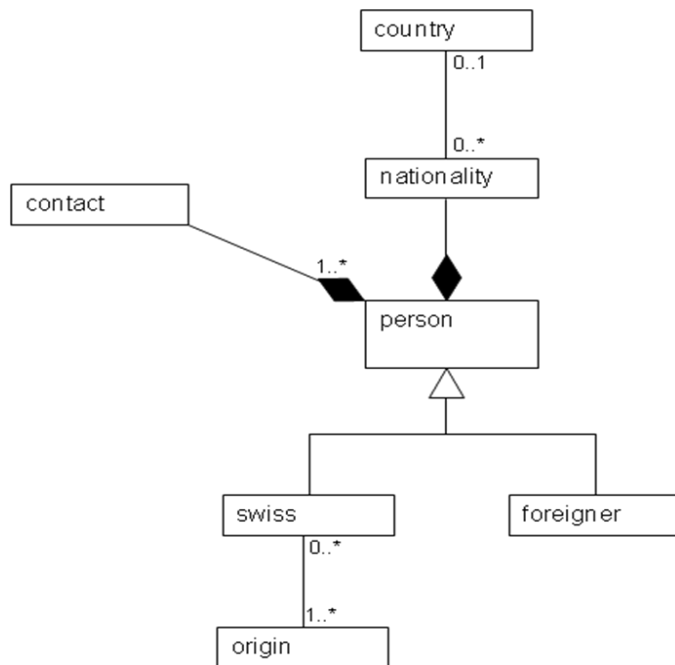 country
0..1
0..*
nationality
contact
1..*
person
swiss
foreigner
0..*
1..*
origin